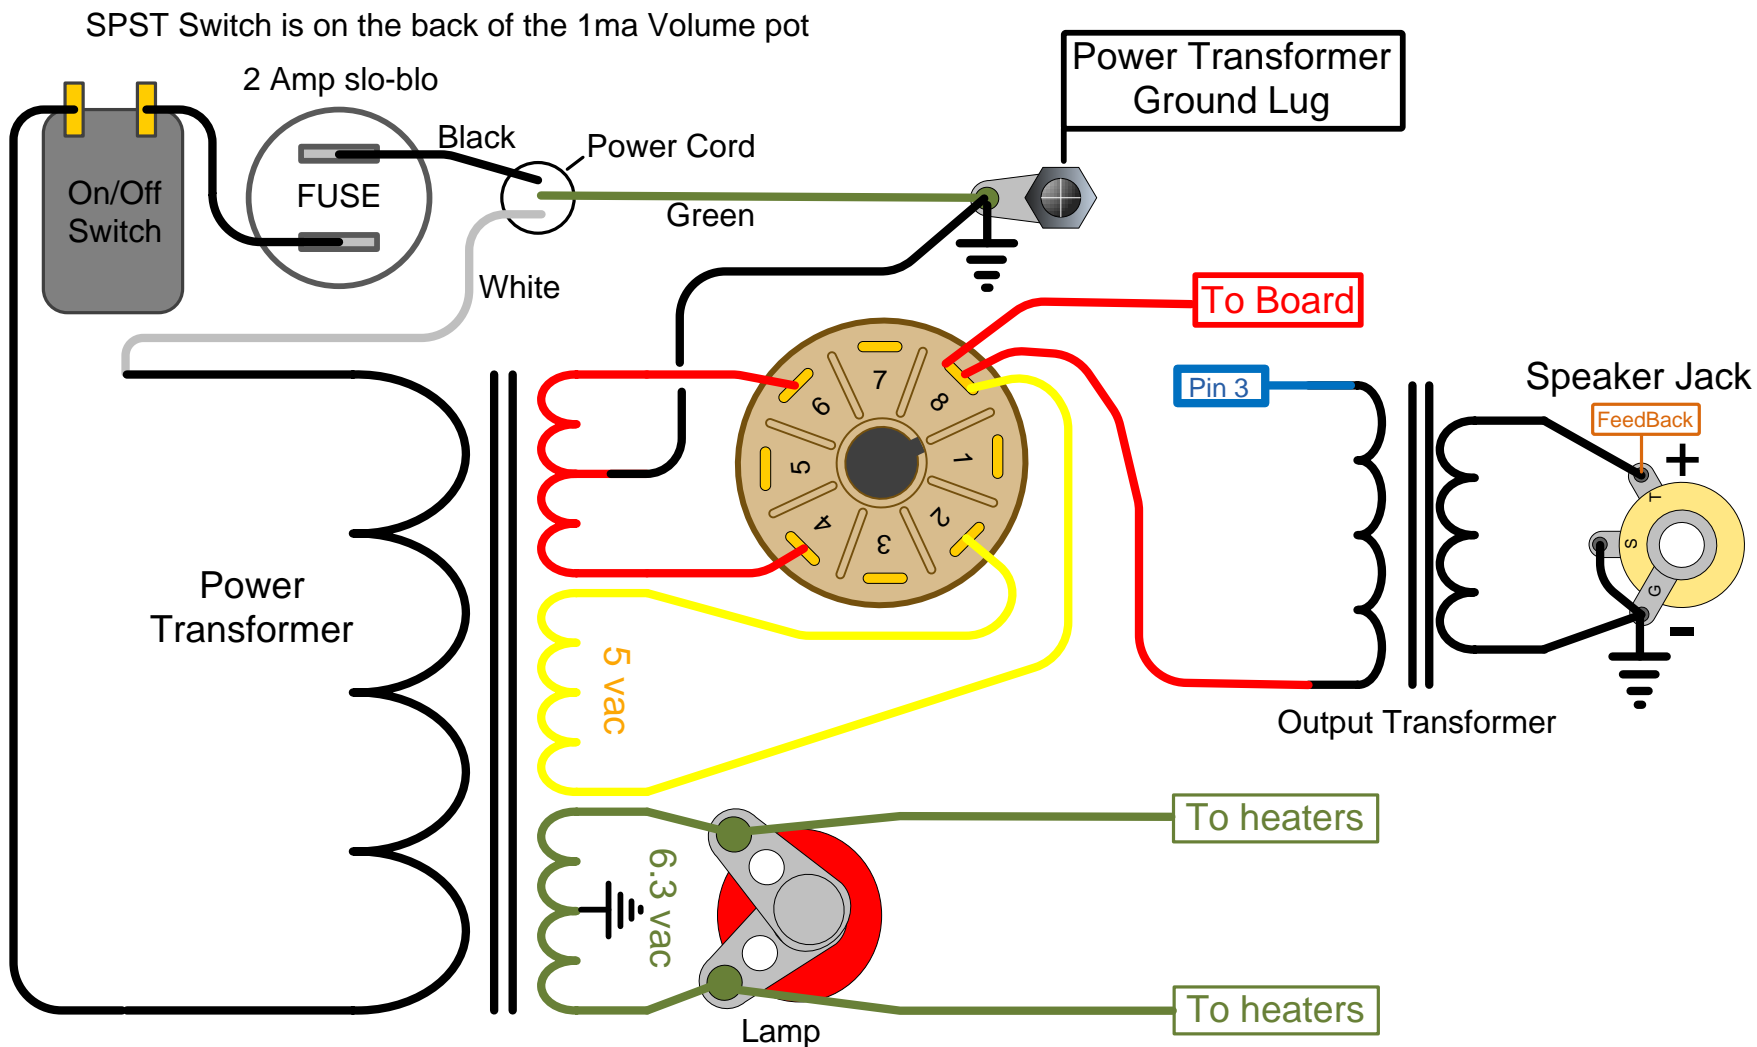 SPST Switch is on the back of the 1ma Volume pot
2 Amp slo-blo
Power Transformer
Ground Lug
Black
Power Cord
On/Off
Switch
FUSE
Green
White
To Board
7
6
8
5
1
4
2
3
Pin 3
Speaker Jack
FeedBack
+
T
S
G
-
Power
Transformer
5 vac
Output Transformer
6.3 vac
To heaters
To heaters
Lamp